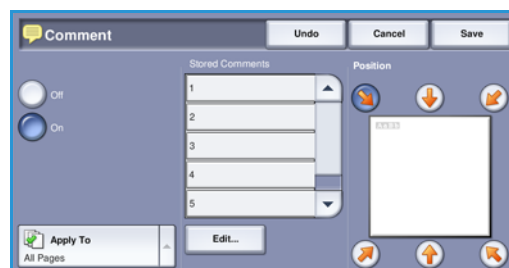 Comment
Undo
Cancel
Save
Stored Comments
Position
Off
On
1
2
3
4
5
Apply To
All Pages
Edit...